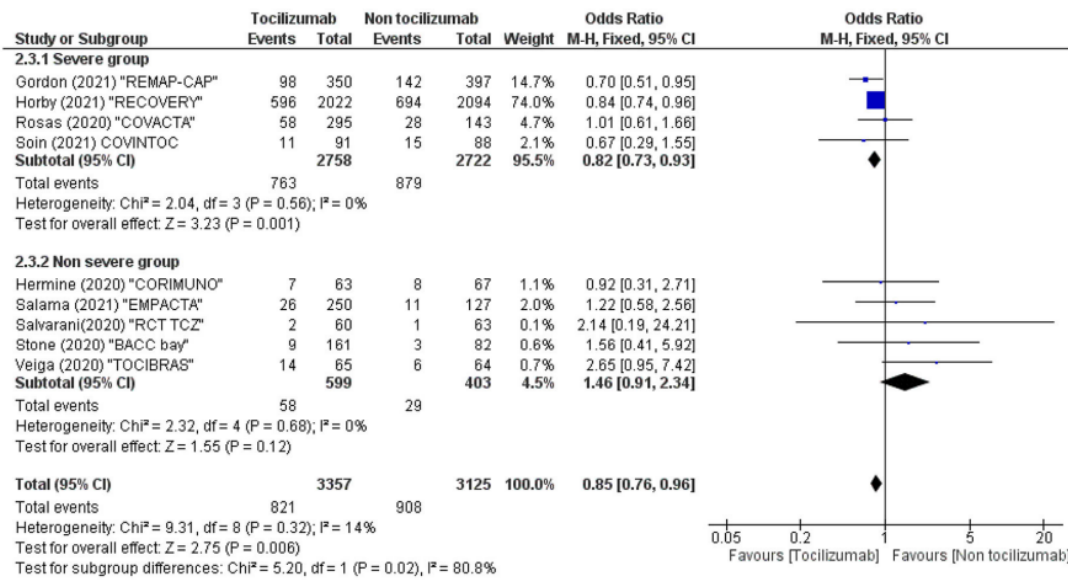 Tocilizumab Non tocilizumab Odds Ratio Odds Ratio
Study or Subgroup Events Total Events Total Weight M-H, Fixed, 95% CI M-H, Fixed, 95% CI
2.3.1 Severe group
Gordon (2021) "REMAP-CAP" 98 350 142 397 14.7% 0.70 [0.51, 0.95]
Horby (2021) "RECOVERY" 596 2022 694 2094 74.0% 0.84 [0.74, 0.96]
Rosas (2020) "COVACTA" 58 295 28 143 4.7% 1.01 [0.61, 1.66]
Soin (2021) COVINTOC 11 91 15 88 2.1% 0.67 [0.29, 1.55]
Subtotal (95% CI) 2758 2722 95.5% 0.82 [0.73, 0.93]
Total events 763 879
Heterogeneity: Chi² = 2.04, df = 3 (P = 0.56); I² = 0%
Test for overall effect: Z = 3.23 (P = 0.001)
2.3.2 Non severe group
Hermine (2020) "CORIMUNO" 7 63 8 67 1.1% 0.92 [0.31, 2.71]
Salama (2021) "EMPACTA" 26 250 11 127 2.0% 1.22 [0.58, 2.56]
Salvarani(2020) "RCT TCZ" 2 60 1 63 0.1% 2.14 [0.19, 24.21]
Stone (2020) "BACC bay" 9 161 3 82 0.6% 1.56 [0.41, 5.92]
Veiga (2020) "TOCIBRAS" 14 65 6 64 0.7% 2.65 [0.95, 7.42]
Subtotal (95% CI) 599 403 4.5% 1.46 [0.91, 2.34]
Total events 58 29
Heterogeneity: Chi² = 2.32, df = 4 (P = 0.68); I² = 0%
Test for overall effect: Z = 1.55 (P = 0.12)
Total (95% CI) 3357 3125 100.0% 0.85 [0.76, 0.96]
Total events 821 908
Heterogeneity: Chi² = 9.31, df = 8 (P = 0.32); I² = 14%
Test for overall effect: Z = 2.75 (P = 0.006)
Test for subgroup differences: Chi² = 5.20, df = 1 (P = 0.02), I² = 80.8%
0.05 0.2 1 5 20
Favours [Tocilizumab] Favours [Non tocilizumab]